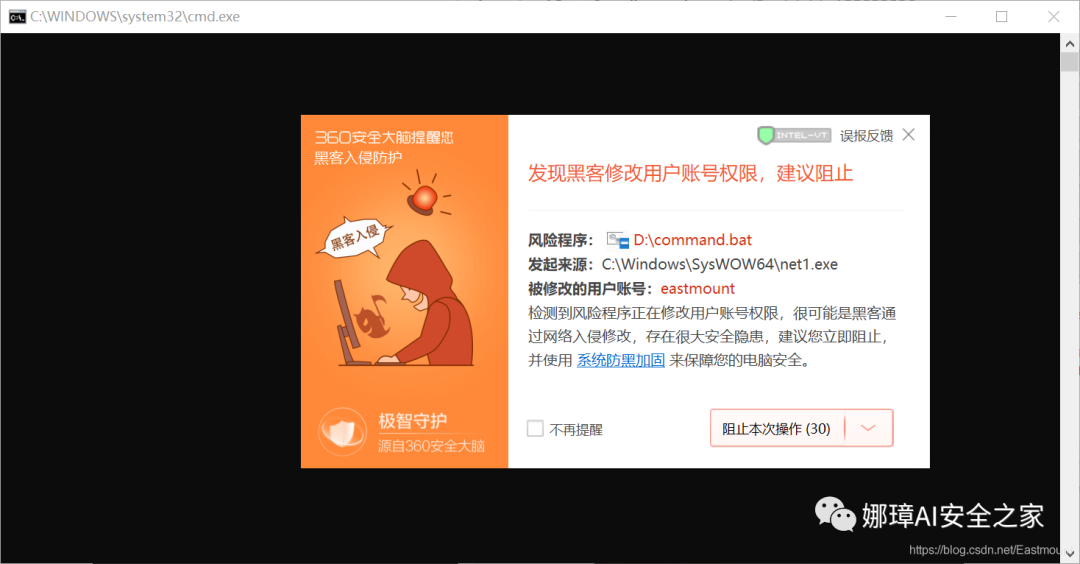 C:\WINDOWS\system32\cmd.exe
360安全大脑提醒您
黑客入侵防护
黑客入侵
极智守护
源自360安全大脑
INTEL-VT 误报反馈
发现黑客修改用户账号权限，建议阻止
风险程序： D:\command.bat
发起来源：C:\Windows\SysWOW64\net1.exe
被修改的用户账号：eastmount
检测到风险程序正在修改用户账号权限，很可能是黑客通
过网络入侵修改，存在很大安全隐患，建议您立即阻止，
并使用 系统防黑加固 来保障您的电脑安全。
不再提醒
阻止本次操作 (30)
娜璋AI安全之家
https://blog.csdn.net/Eastmou